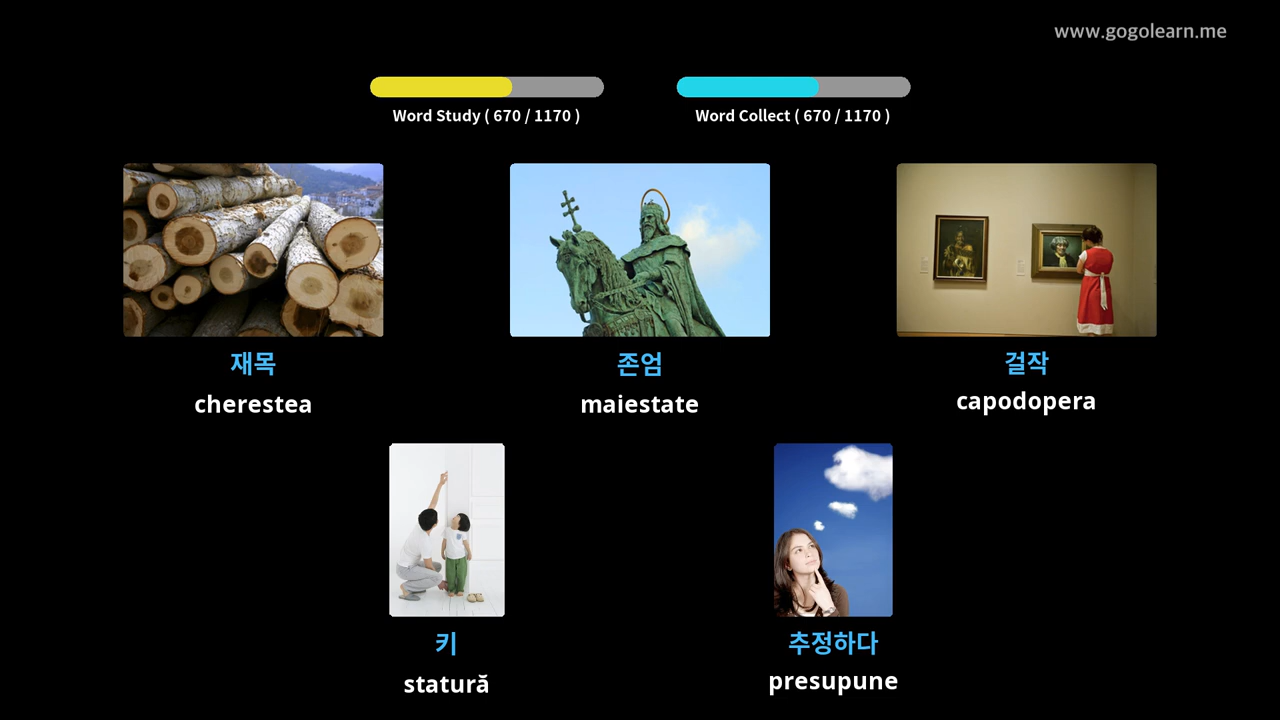 www.gogolearn.me
Word Study ( 670 / 1170 )
Word Collect ( 670 / 1170 )
재목
cherestea
존엄
maiestate
걸작
capodopera
키
statură
추정하다
presupune